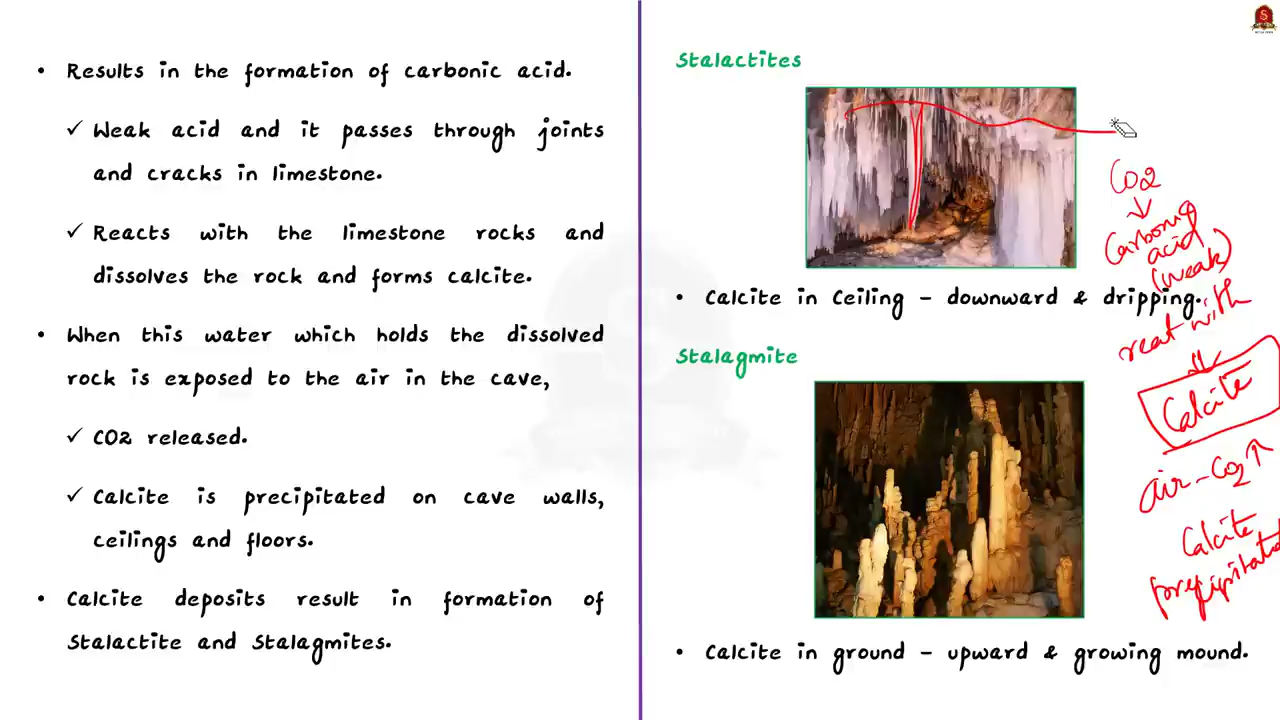 • Results in the formation of carbonic acid.
✓ Weak acid and it passes through joints
and cracks in limestone.
✓ Reacts with the limestone rocks and
dissolves the rock and forms calcite.
• When this water which holds the dissolved
rock is exposed to the air in the cave,
✓ CO2 released.
✓ Calcite is precipitated on cave walls,
ceilings and floors.
• Calcite deposits result in formation of
Stalactite and Stalagmites.
Stalactites
• Calcite in Ceiling – downward & dripping.
Stalagmite
• Calcite in ground – upward & growing mound.
S
CO2
↓
Carbonic
acid
(weak)
reat with
Calcite
air – CO2 ↑
Calcite
precipitated